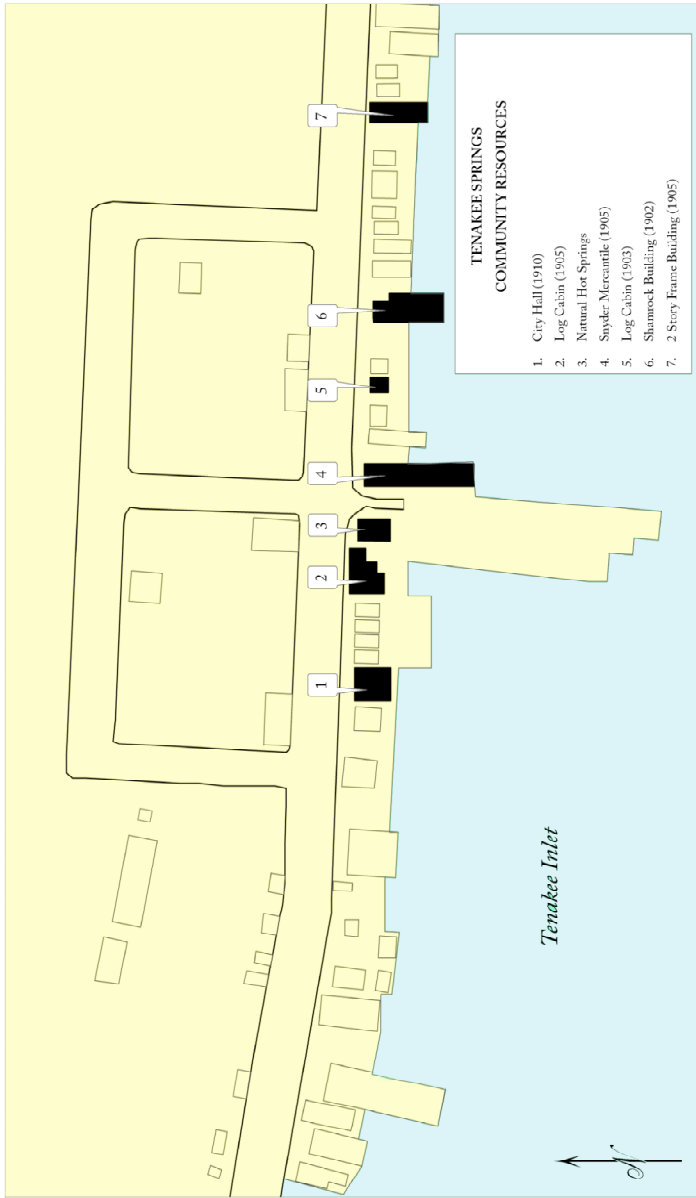 TENAKEE SPRINGS
COMMUNITY RESOURCES
1. City Hall (1910)
2. Log Cabin (1905)
3. Natural Hot Springs
4. Snyder Mercantile (1905)
5. Log Cabin (1903)
6. Shamrock Building (1902)
7. 2 Story Frame Building (1905)
1
2
3
4
5
6
7
Tenakee Inlet
N